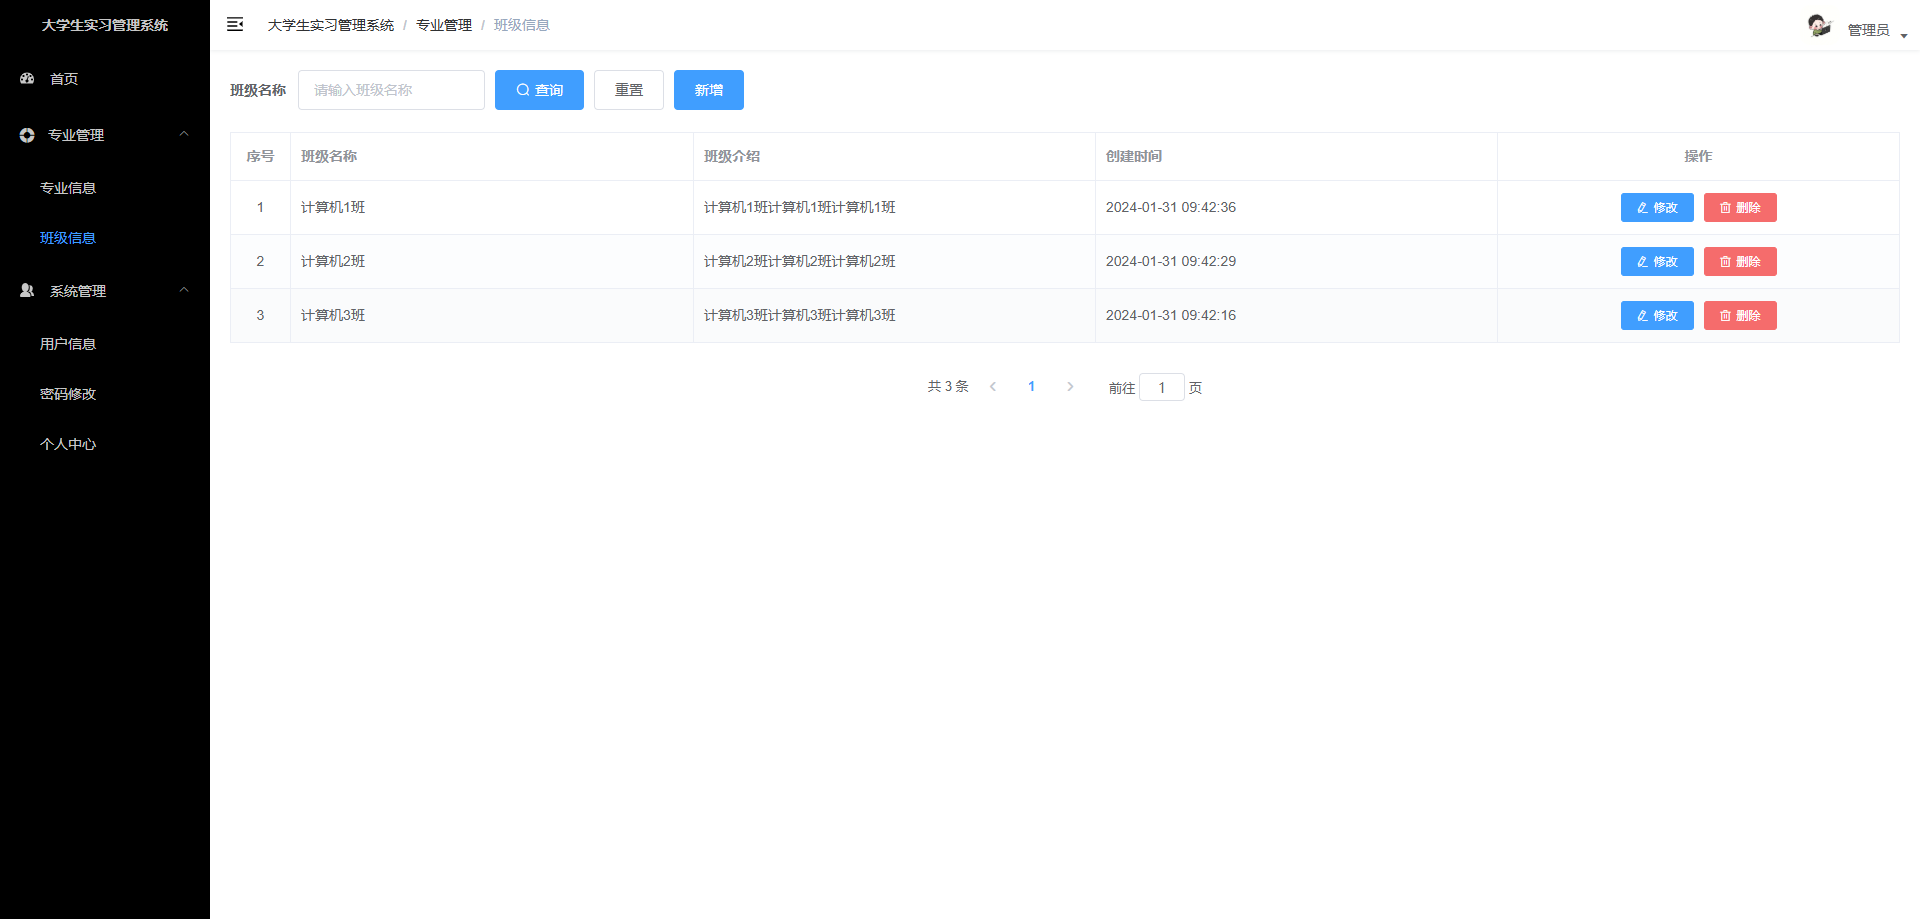 大学生实习管理系统
首页
专业管理
专业信息
班级信息
系统管理
用户信息
密码修改
个人中心
大学生实习管理系统 / 专业管理 / 班级信息
管理员
班级名称 请输入班级名称 查询 重置 新增
序号 班级名称 班级介绍 创建时间 操作
1 计算机1班 计算机1班计算机1班计算机1班 2024-01-31 09:42:36 修改 删除
2 计算机2班 计算机2班计算机2班计算机2班 2024-01-31 09:42:29 修改 删除
3 计算机3班 计算机3班计算机3班计算机3班 2024-01-31 09:42:16 修改 删除
共 3 条 1 前往 1 页